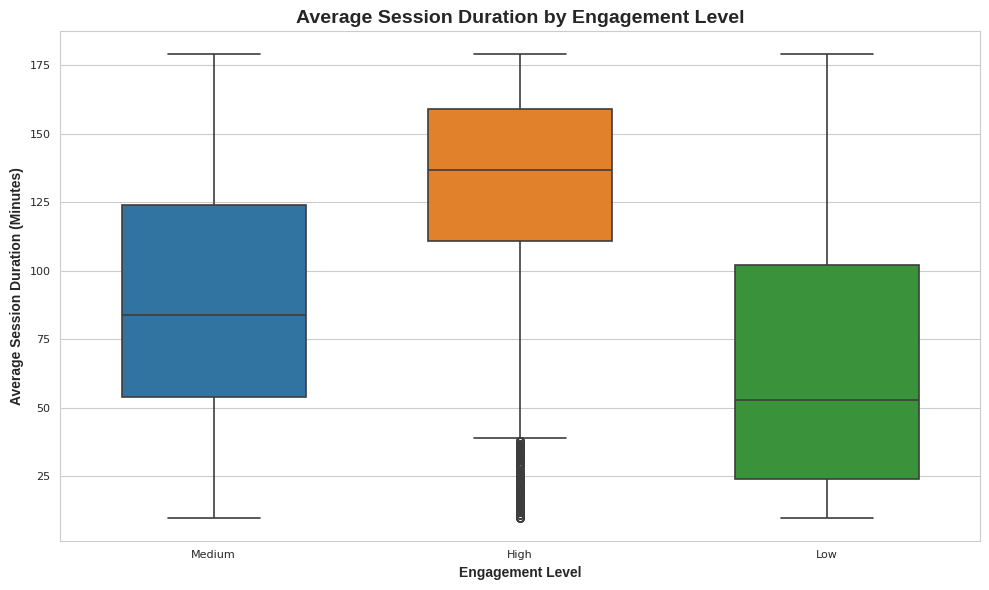 Average Session Duration by Engagement Level
Average Session Duration (Minutes)
175
150
125
100
75
50
25
Medium
High
Low
Engagement Level